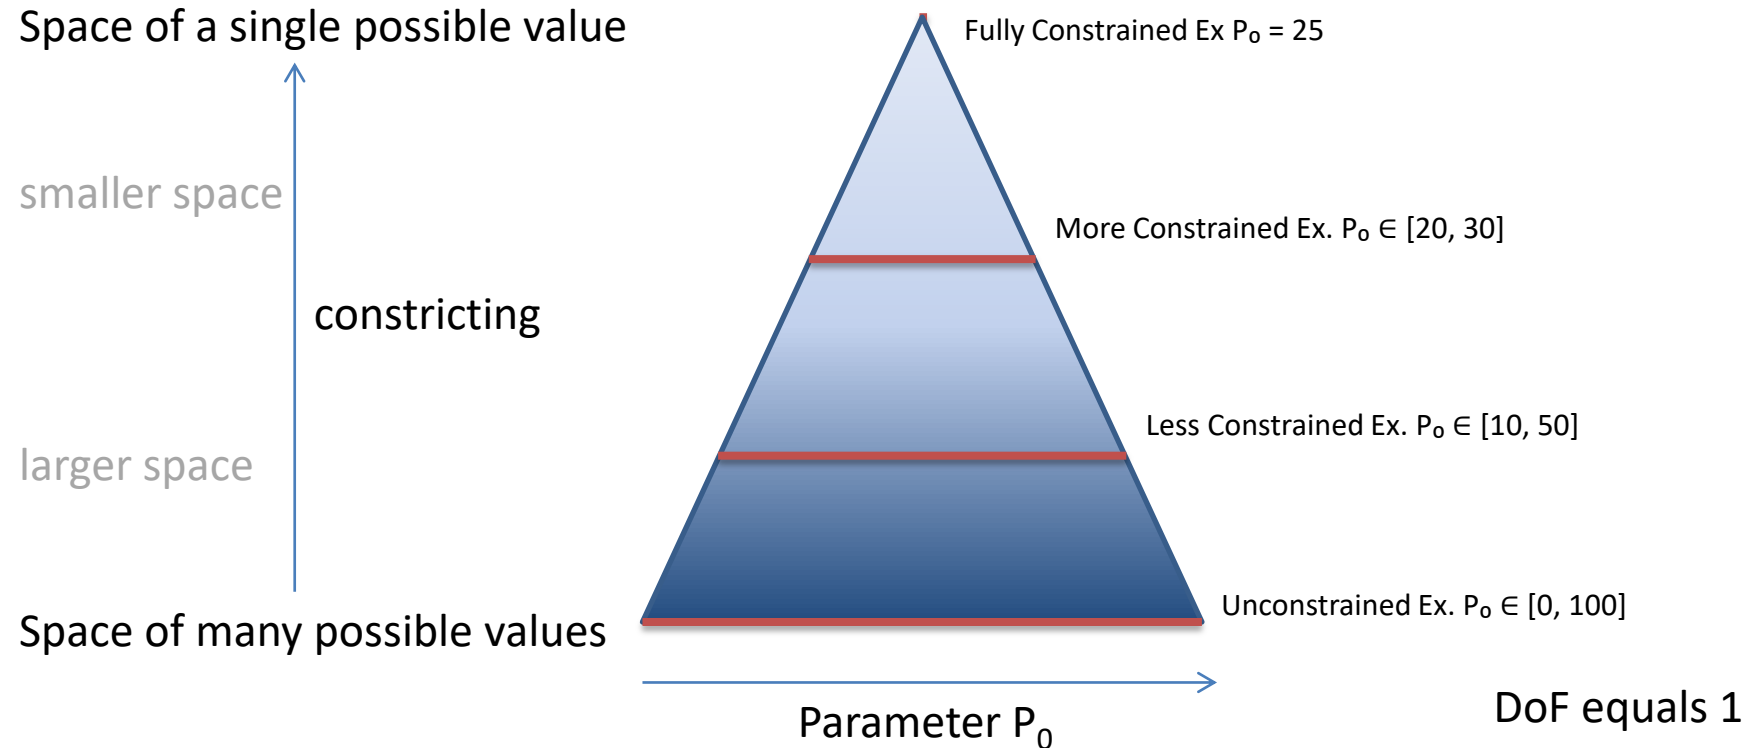 Space of a single possible value
Fully Constrained Ex P₀ = 25
smaller space
More Constrained Ex. P₀ ∈ [20, 30]
constricting
Less Constrained Ex. P₀ ∈ [10, 50]
larger space
Unconstrained Ex. P₀ ∈ [0, 100]
Space of many possible values
Parameter P₀
DoF equals 1